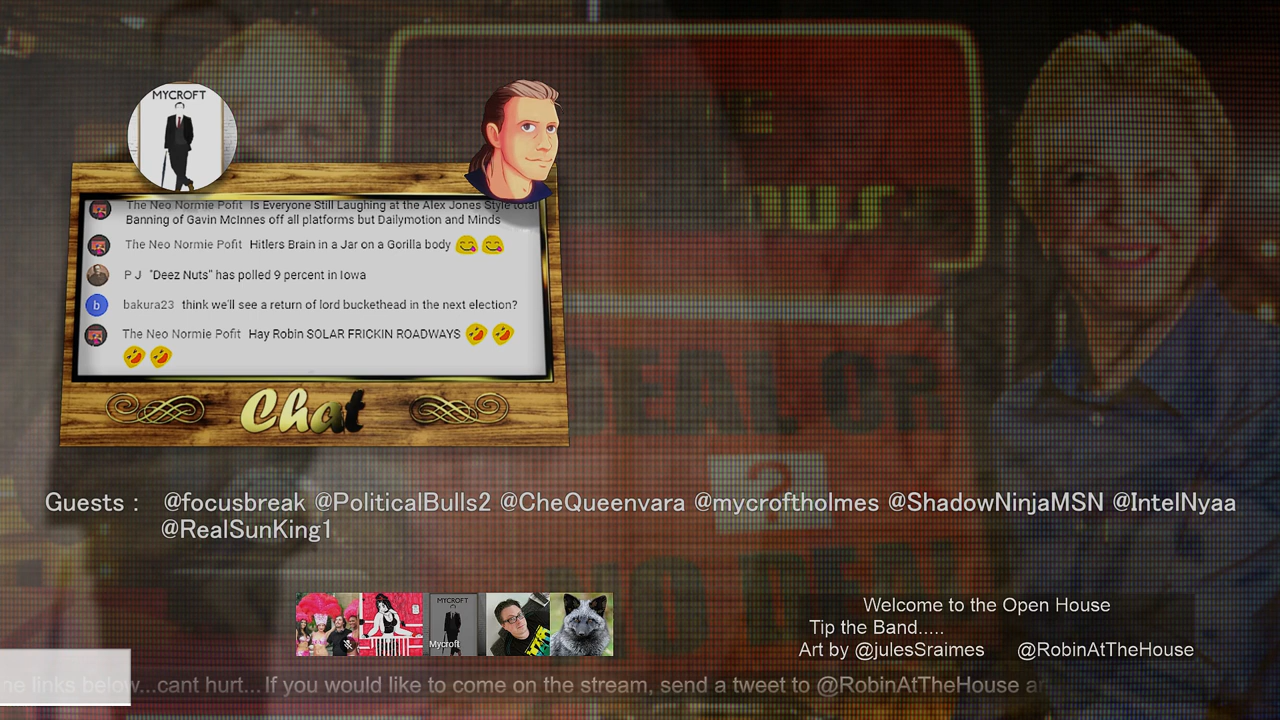 MYCROFT
The Neo Normie Pofit Is Everyone Still Laughing at the Alex Jones Style total
Banning of Gavin McInnes off all platforms but Dailymotion and Minds
The Neo Normie Pofit Hitlers Brain in a Jar on a Gorilla body 😋 😋
P J "Deez Nuts" has polled 9 percent in Iowa
b bakura23 think we'll see a return of lord buckethead in the next election?
The Neo Normie Pofit Hay Robin SOLAR FRICKIN ROADWAYS 🤣 🤣
🤣 🤣
Chat
DEAL OR
?
NO DEAL
Guests : @focusbreak @PoliticalBulls2 @CheQueenvara @mycroftholmes @ShadowNinjaMSN @IntelNyaa
@RealSunKing1
MYCROFT
Mycroft
Welcome to the Open House
Tip the Band.....
Art by @julesSraimes @RobinAtTheHouse
ne links below...cant hurt... If you would like to come on the stream, send a tweet to @RobinAtTheHouse